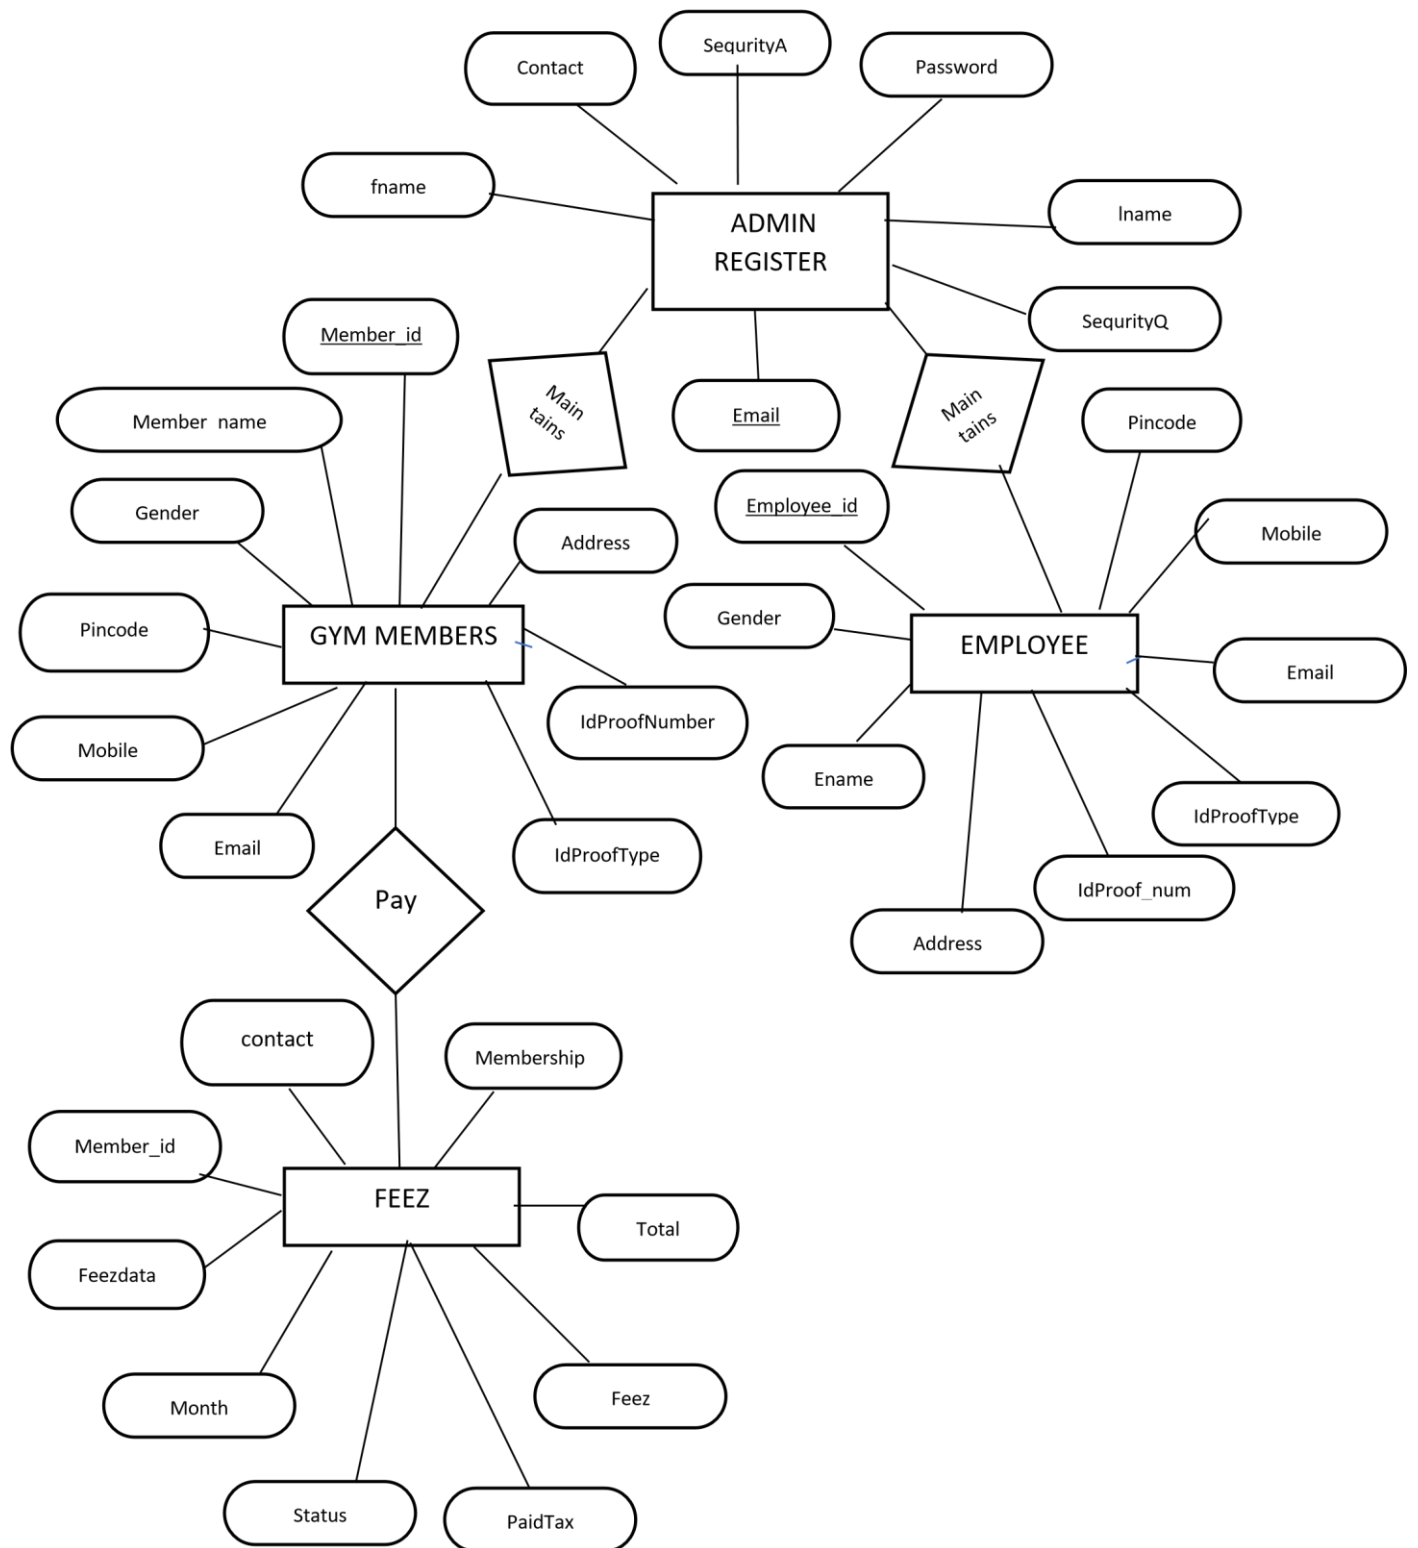 SequrityA
Contact
Password
fname
lname
ADMIN
REGISTER
SequrityQ
Member_id
Main
tains
Main
tains
Email
Pincode
Member name
Employee_id
Gender
Address
Mobile
Gender
Pincode
GYM MEMBERS
EMPLOYEE
Email
IdProofNumber
Mobile
Ename
IdProofType
Email
IdProofType
IdProof_num
Pay
Address
contact
Membership
Member_id
FEEZ
Total
Feezdata
Feez
Month
Status
PaidTax